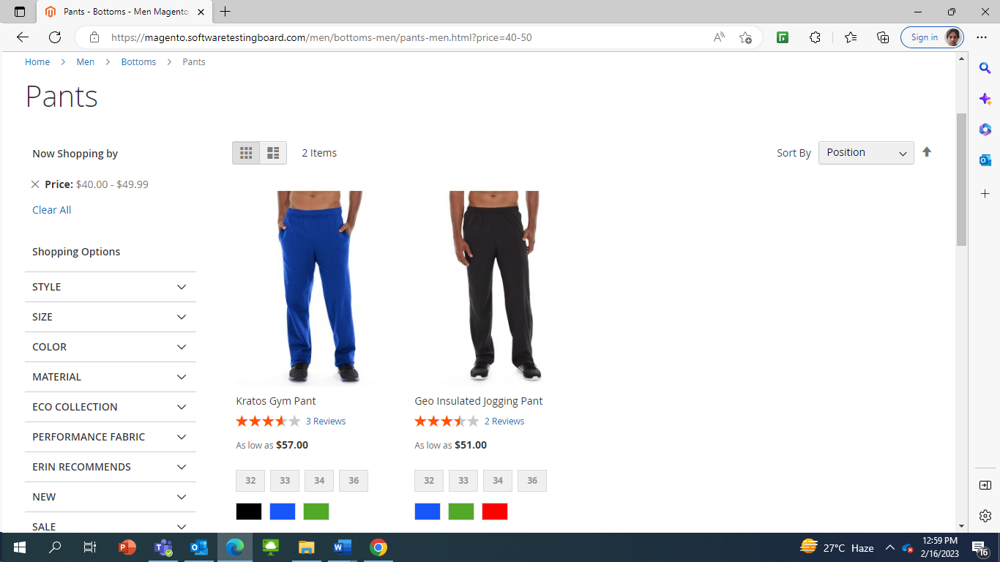 Pants - Bottoms - Men Magento
https://magento.softwaretestingboard.com/men/bottoms-men/pants-men.html?price=40-50
Sign in
Home > Men > Bottoms > Pants
Pants
Now Shopping by
2 Items
Sort By Position
Price: $40.00 - $49.99
Clear All
Shopping Options
STYLE
SIZE
COLOR
MATERIAL
ECO COLLECTION
PERFORMANCE FABRIC
ERIN RECOMMENDS
NEW
SALE
Kratos Gym Pant
3 Reviews
As low as $57.00
32 33 34 36
Geo Insulated Jogging Pant
2 Reviews
As low as $51.00
32 33 34 36
27°C Haze
12:59 PM
2/16/2023
16